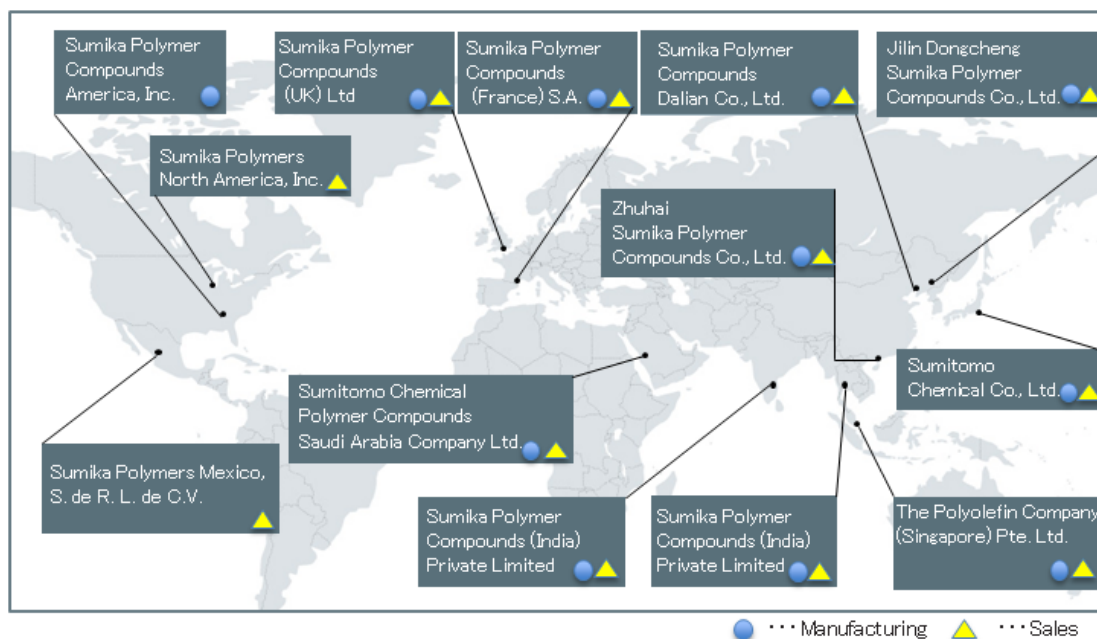 Sumika Polymer
Compounds
America, Inc.
Sumika Polymer
Compounds
(UK) Ltd
Sumika Polymer
Compounds
(France) S.A.
Sumika Polymer
Compounds
Dalian Co., Ltd.
Jilin Dongcheng
Sumika Polymer
Compounds Co., Ltd.
Sumika Polymers
North America, Inc.
Zhuhai
Sumika Polymer
Compounds Co., Ltd.
Sumitomo
Chemical Co., Ltd.
Sumitomo Chemical
Polymer Compounds
Saudi Arabia Company Ltd.
Sumika Polymers Mexico,
S. de R. L. de C.V.
Sumika Polymer
Compounds (India)
Private Limited
Sumika Polymer
Compounds (India)
Private Limited
The Polyolefin Company
(Singapore) Pte. Ltd.
･･･Manufacturing
･･･Sales